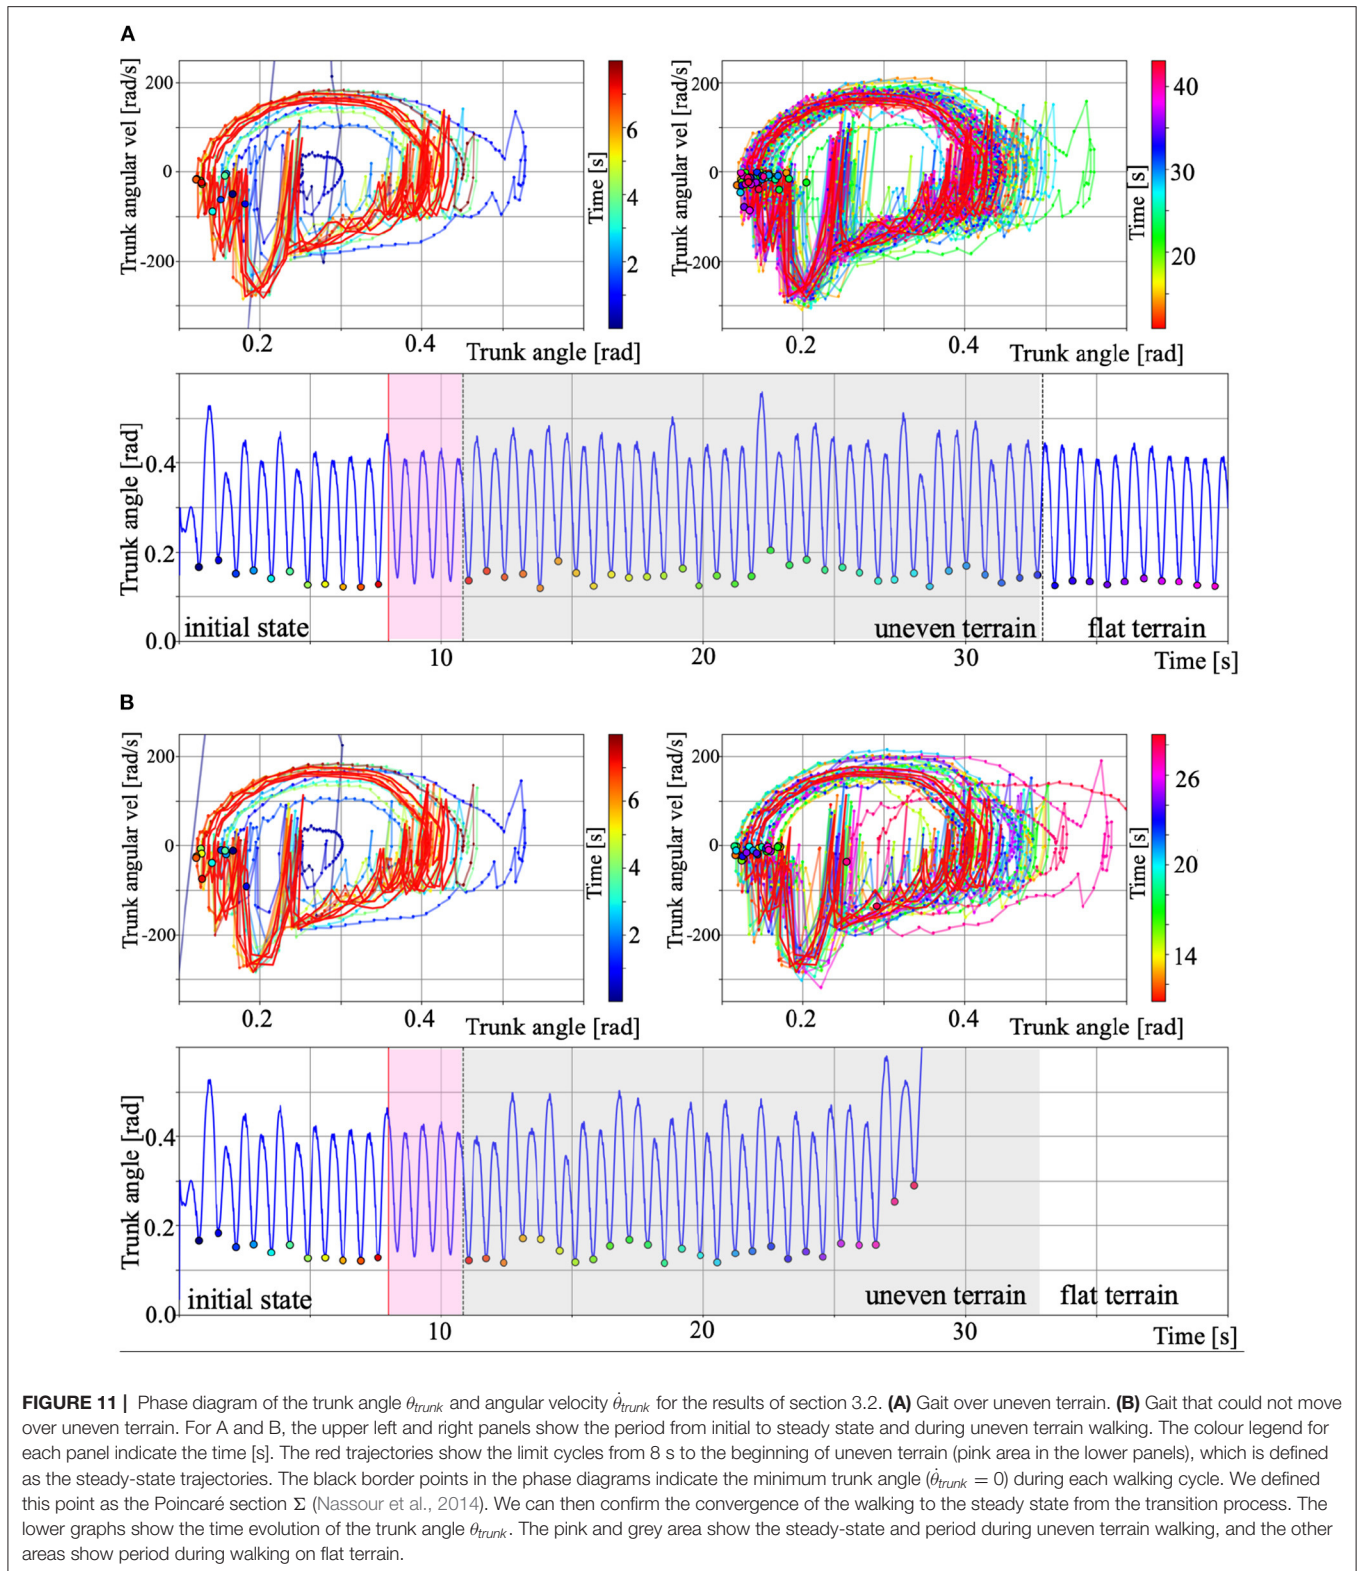 A
Trunk angular vel [rad/s]
200
0
-200
0.2
0.4
Trunk angle [rad]
6
4
2
Time [s]
Trunk angular vel [rad/s]
200
0
-200
0.2
0.4
Trunk angle [rad]
40
30
20
Time [s]
Trunk angle [rad]
0.4
0.2
0.0
initial state
uneven terrain
flat terrain
10
20
30
Time [s]
B
Trunk angular vel [rad/s]
200
0
-200
0.2
0.4
Trunk angle [rad]
6
4
2
Time [s]
Trunk angular vel [rad/s]
200
0
-200
0.2
0.4
Trunk angle [rad]
26
20
14
Time [s]
Trunk angle [rad]
0.4
0.2
0.0
initial state
uneven terrain
flat terrain
10
20
30
Time [s]
FIGURE 11 | Phase diagram of the trunk angle θtrunk and angular velocity θ̇trunk for the results of section 3.2. (A) Gait over uneven terrain. (B) Gait that could not move
over uneven terrain. For A and B, the upper left and right panels show the period from initial to steady state and during uneven terrain walking. The colour legend for
each panel indicate the time [s]. The red trajectories show the limit cycles from 8 s to the beginning of uneven terrain (pink area in the lower panels), which is defined
as the steady-state trajectories. The black border points in the phase diagrams indicate the minimum trunk angle (θ̇trunk = 0) during each walking cycle. We defined
this point as the Poincaré section Σ (Nassour et al., 2014). We can then confirm the convergence of the walking to the steady state from the transition process. The
lower graphs show the time evolution of the trunk angle θtrunk. The pink and grey area show the steady-state and period during uneven terrain walking, and the other
areas show period during walking on flat terrain.